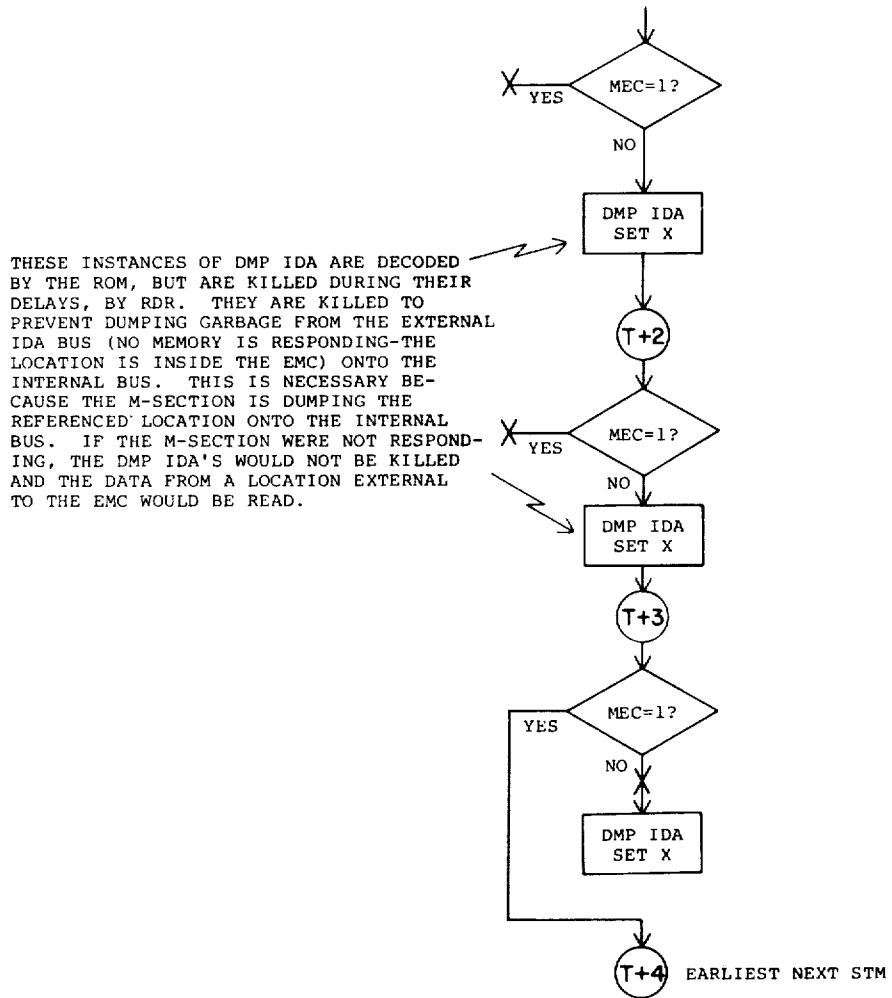 MEC=1?
YES
NO
DMP IDA
SET X
THESE INSTANCES OF DMP IDA ARE DECODED
BY THE ROM, BUT ARE KILLED DURING THEIR
DELAYS, BY RDR. THEY ARE KILLED TO
PREVENT DUMPING GARBAGE FROM THE EXTERNAL
IDA BUS (NO MEMORY IS RESPONDING-THE
LOCATION IS INSIDE THE EMC) ONTO THE
INTERNAL BUS. THIS IS NECESSARY BE-
CAUSE THE M-SECTION IS DUMPING THE
REFERENCED LOCATION ONTO THE INTERNAL
BUS. IF THE M-SECTION WERE NOT RESPOND-
ING, THE DMP IDA'S WOULD NOT BE KILLED
AND THE DATA FROM A LOCATION EXTERNAL
TO THE EMC WOULD BE READ.
T+2
MEC=1?
YES
NO
DMP IDA
SET X
T+3
MEC=1?
YES
NO
DMP IDA
SET X
T+4 EARLIEST NEXT STM